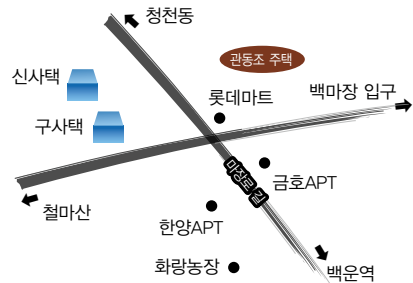 청천동
관동조 주택
신사택
백마장 입구
롯데마트
구사택
마장로 길
금호APT
철마산
한양APT
화랑농장
백운역